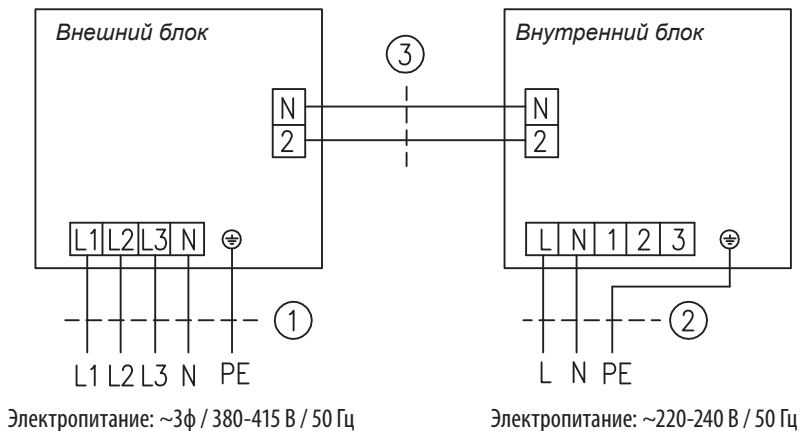 Внешний блок
Внутренний блок
3
N
N
2
2
L1 L2 L3 N
L N 1 2 3
1
2
L1 L2 L3 N PE
L N PE
Электропитание: ~3ф / 380-415 В / 50 Гц
Электропитание: ~220-240 В / 50 Гц